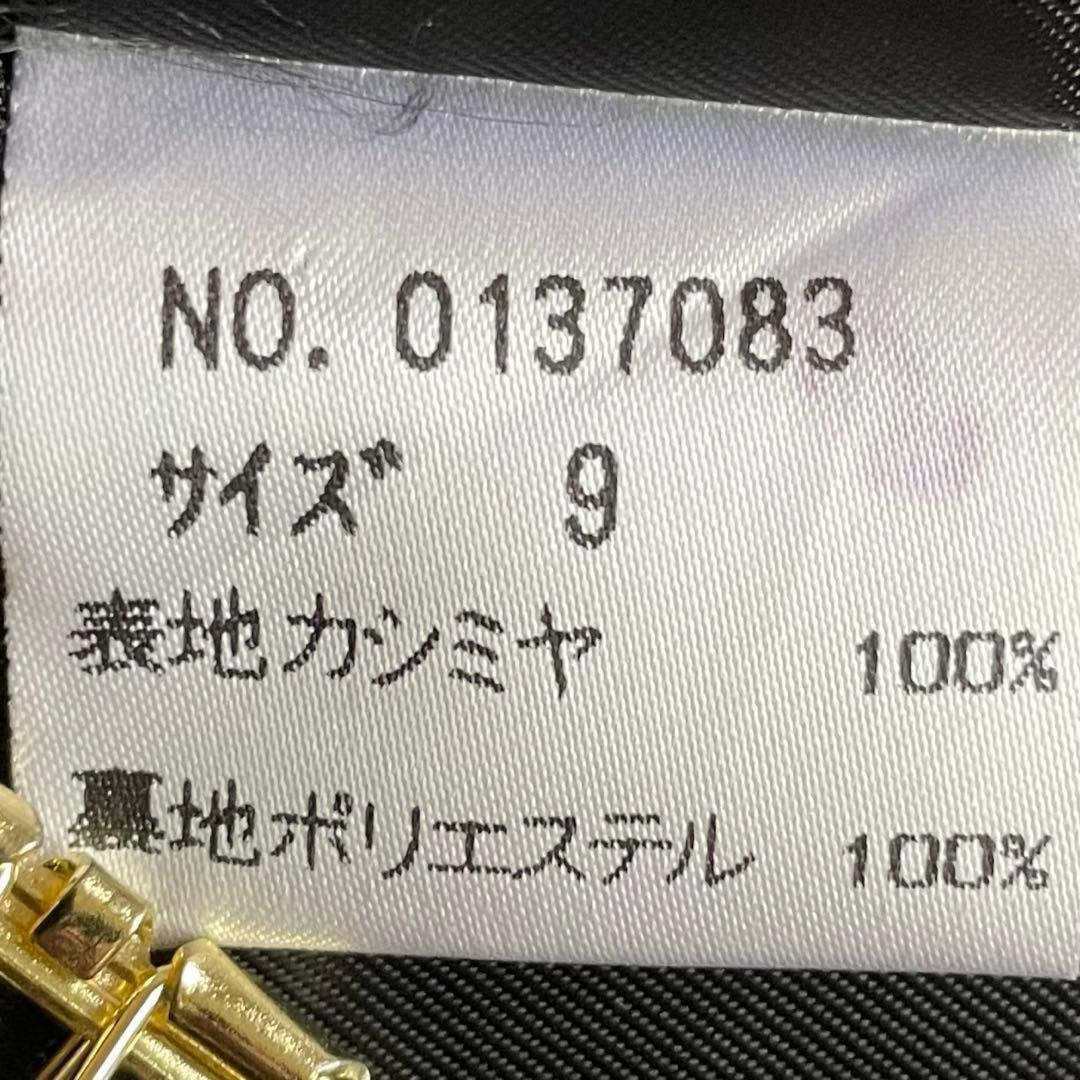 NO. 0137083
サイズ 9
表地カシミヤ 100%
裏地ポリエステル 100%